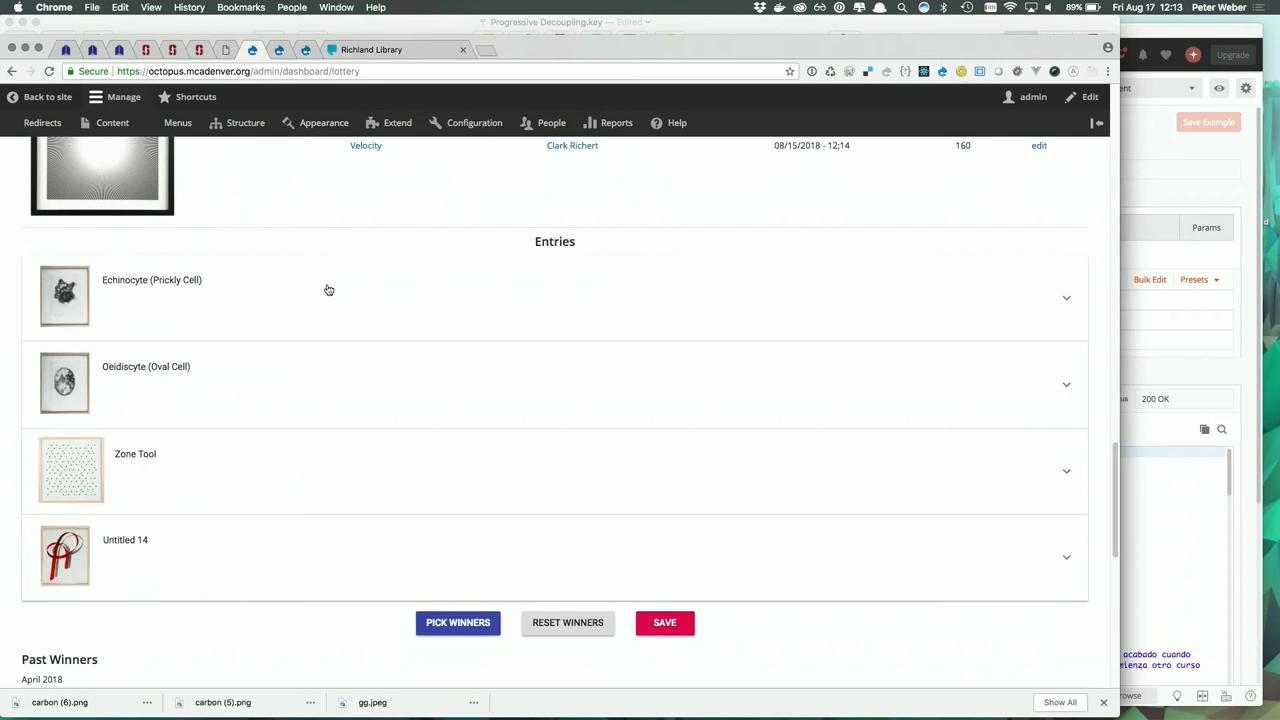 Chrome File Edit View History Bookmarks People Window Help
89% Fri Aug 17 12:13 Peter Weber
Progressive Decoupling.key — Edited
Richland Library
Secure https://octopus.mcadenver.org/admin/dashboard/lottery
Upgrade
Back to site Manage Shortcuts admin Edit
Save Example
Redirects Content Menus Structure Appearance Extend Configuration People Reports Help
Velocity Clark Richert 08/15/2018 - 12:14 160 edit
Params
Entries
Echinocyte (Prickly Cell)
Bulk Edit Presets
Oeidiscyte (Oval Cell)
200 OK
Zone Tool
Untitled 14
PICK WINNERS RESET WINNERS SAVE
acabado cuando
mienza otro curso
Past Winners
April 2018
carbon (6).png carbon (5).png gg.jpeg Show All